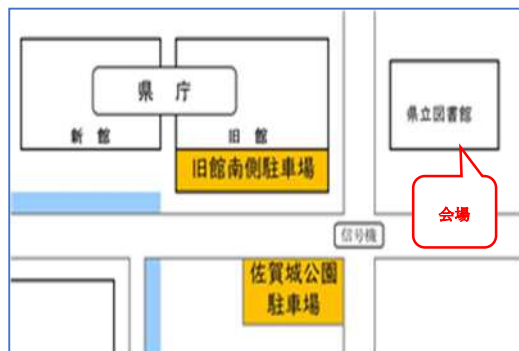 県 庁
新 館
旧 館
旧館南側駐車場
県立図書館
会場
信号機
佐賀城公園
駐車場